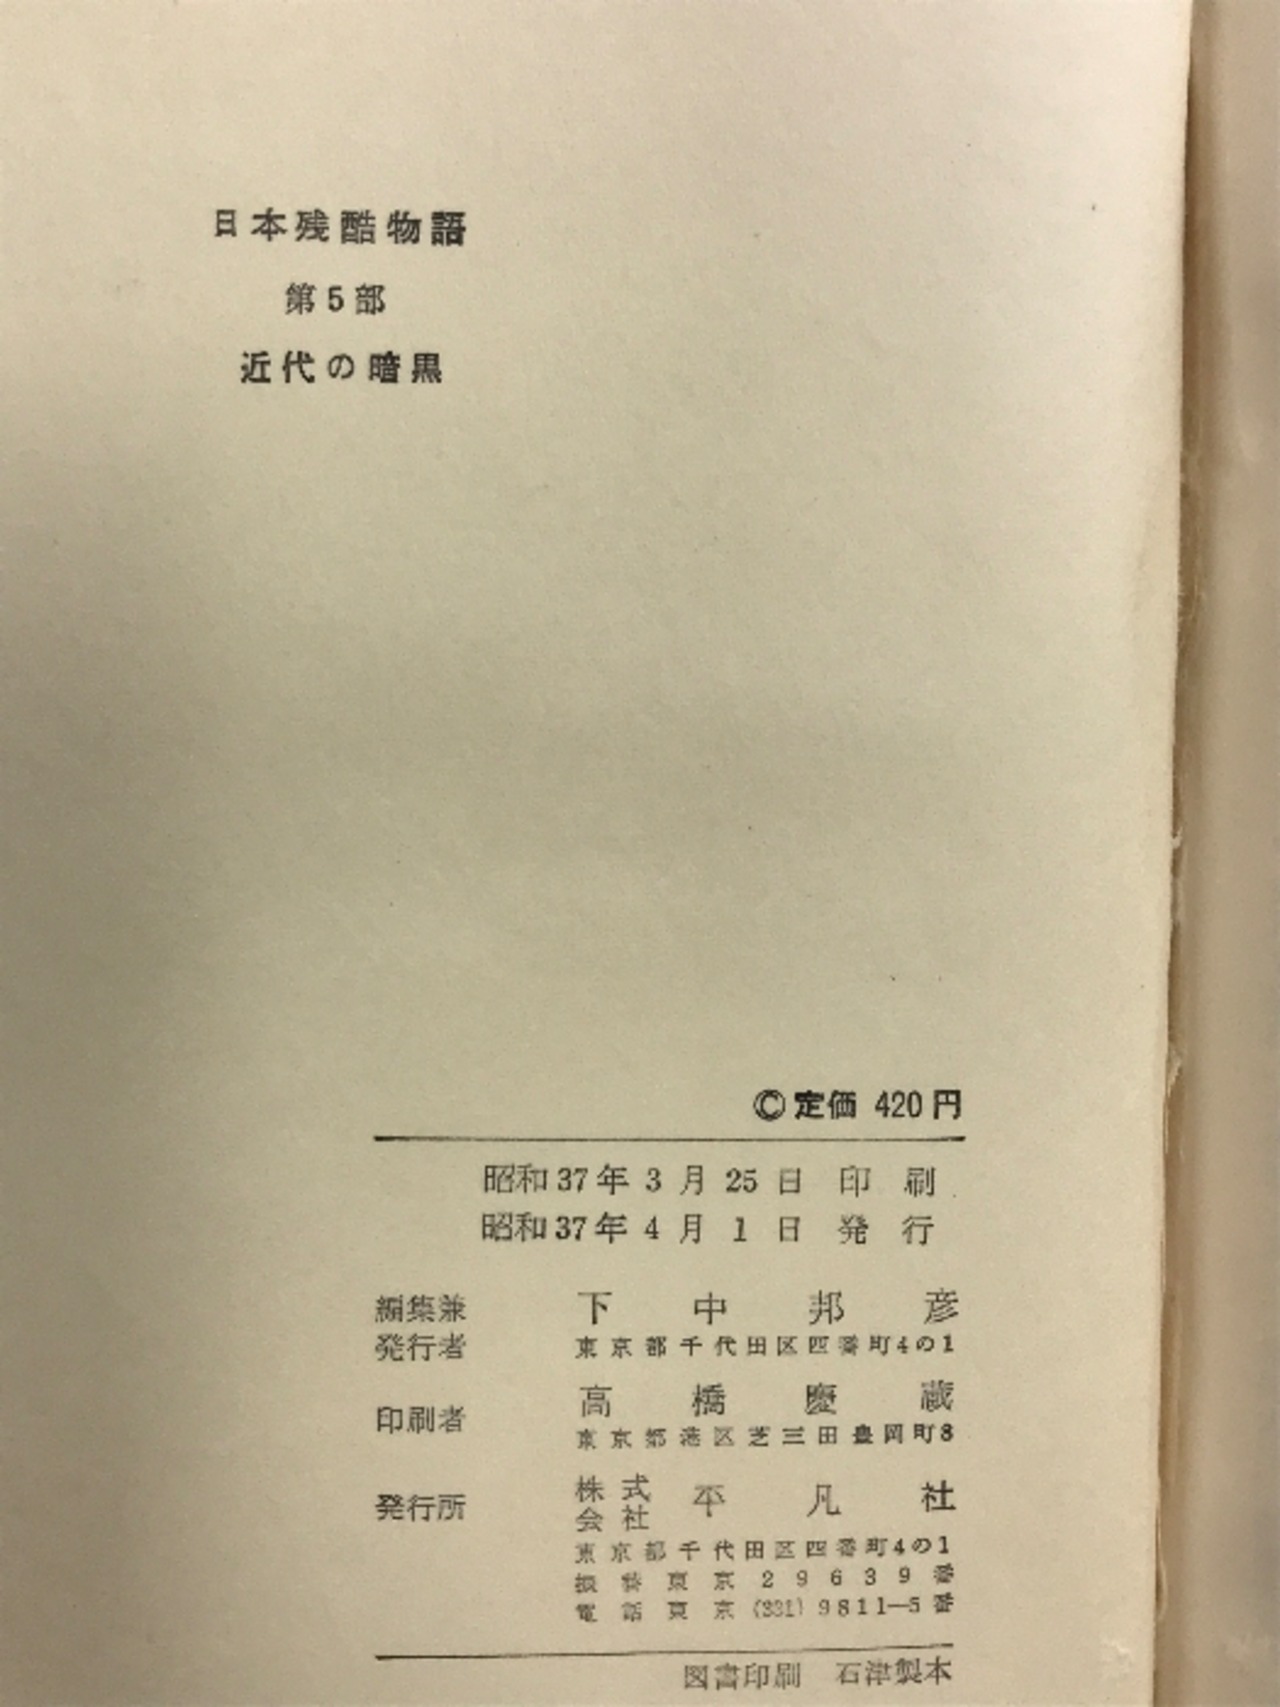 日本残酷物語
第5部
近代の暗黒
©定価 420円
昭和37年3月25日 印刷
昭和37年4月1日 発行
編集兼
発行者
下中邦彦
東京都千代田区四番町4の1
印刷者
高橋慶蔵
東京都港区芝三田豊岡町8
発行所
株式
会社
平凡社
東京都千代田区四番町4の1
振替東京29639番
電話東京(331)9811—5番
図書印刷 石津製本